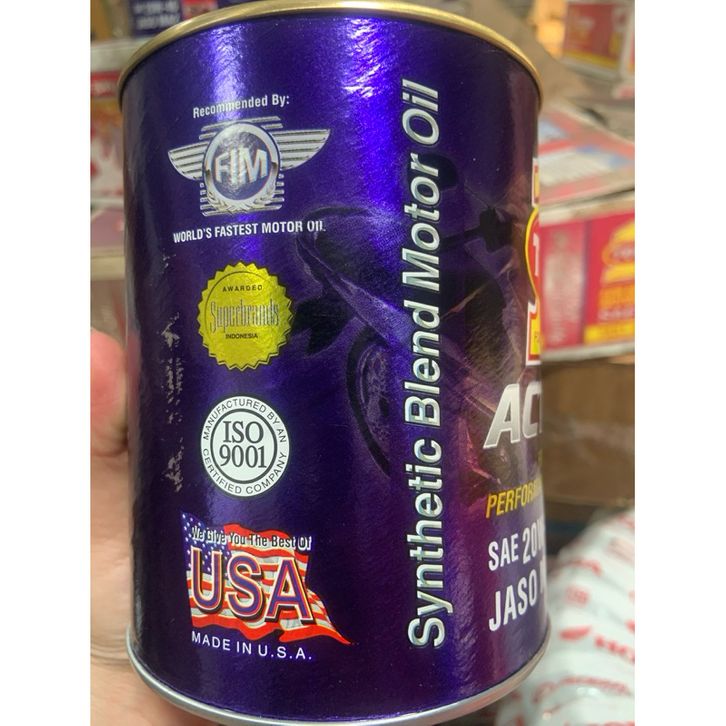 Recommended By:
FIM
WORLD'S FASTEST MOTOR OIL
AWARDED
Superbrands
INDONESIA
MANUFACTURED BY AN
ISO
9001
CERTIFIED COMPANY
We Give You The Best Of
USA
MADE IN U.S.A.
Synthetic Blend Motor Oil
AC
PERFOR
SAE 20W
JASO